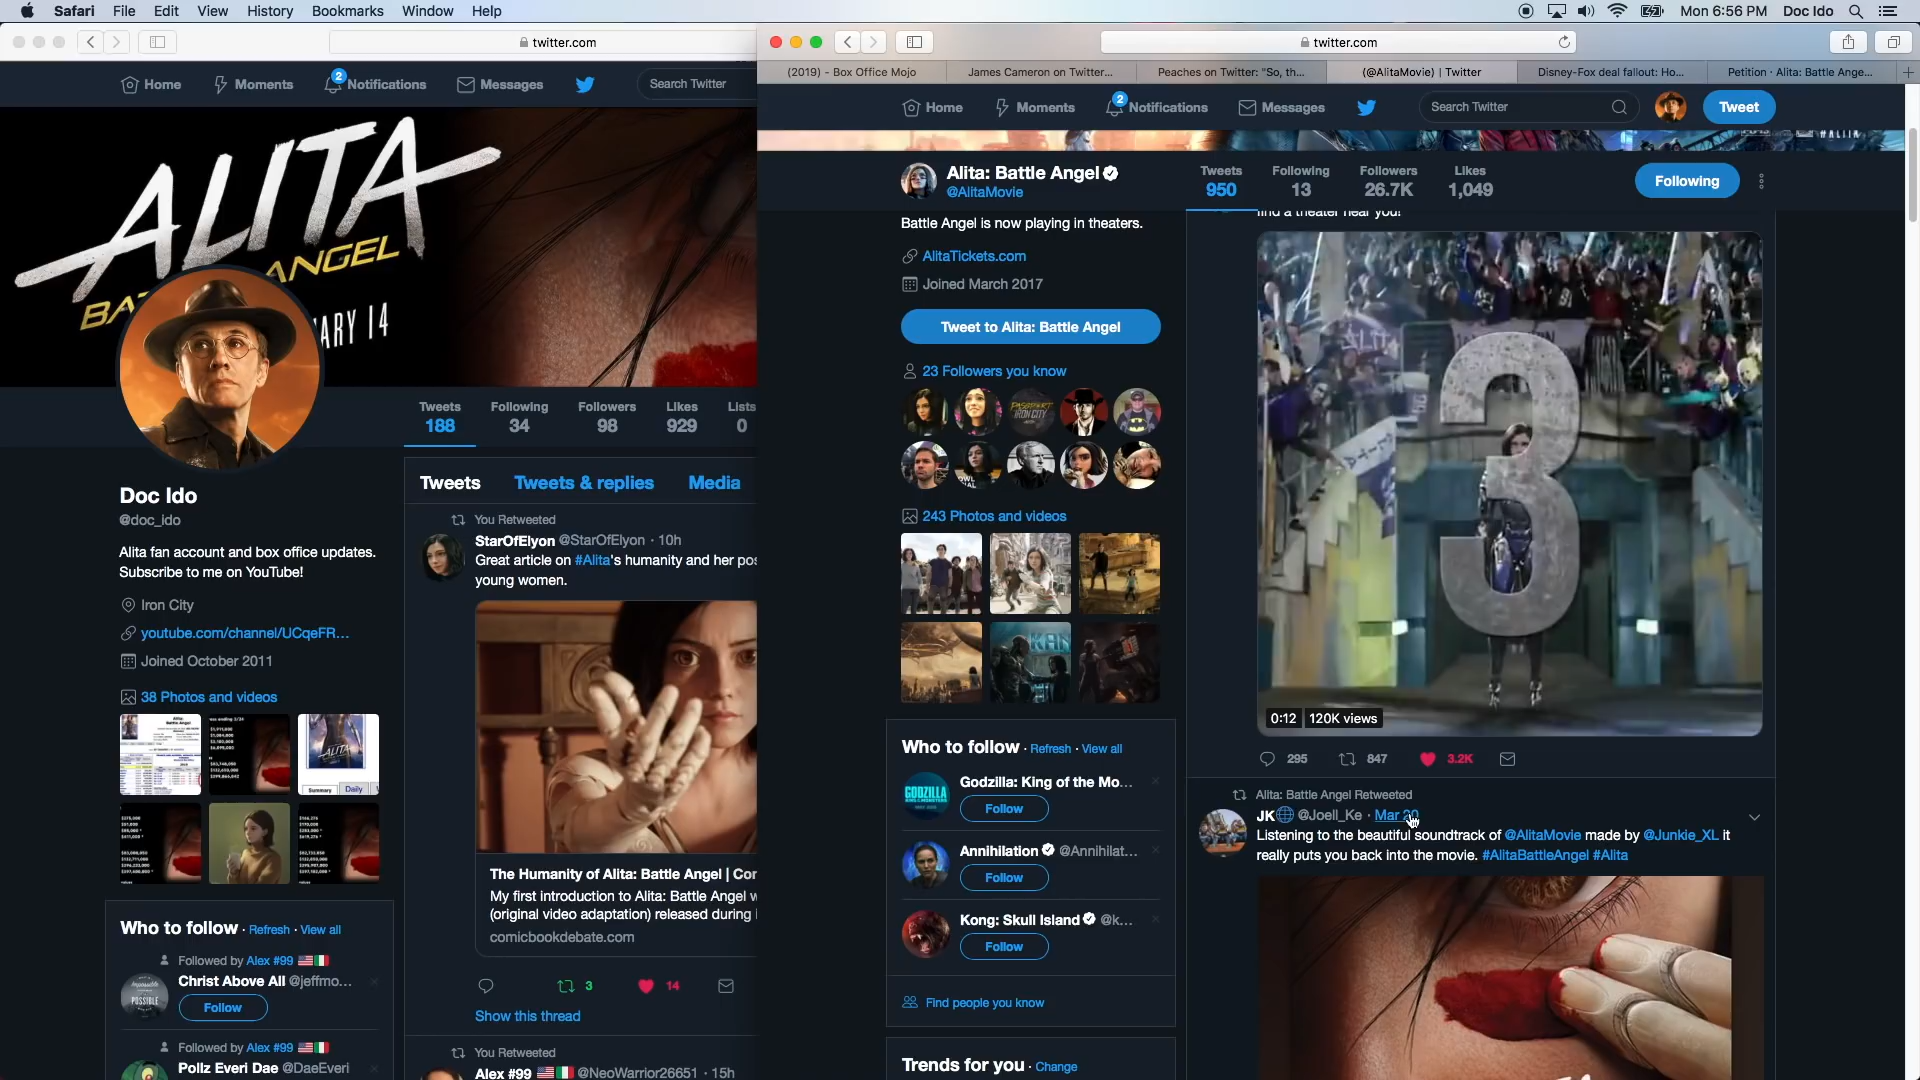 Safari File Edit View History Bookmarks Window Help
Mon 6:56 PM Doc Ido
twitter.com
Home Moments 2 Notifications Messages Search Twitter
ALITA
BA
ANGEL
ARY 14
Tweets Following Followers Likes Lists
188 34 98 929 0
Doc Ido
@doc_ido
Alita fan account and box office updates.
Subscribe to me on YouTube!
Iron City
youtube.com/channel/UCqeFR...
Joined October 2011
38 Photos and videos
Summary Daily
Who to follow · Refresh · View all
Followed by Alex #99
Christ Above All @jeffmo...
Follow
Followed by Alex #99
Pollz Everi Dae @DaeEveri
Tweets Tweets & replies Media
You Retweeted
StarOfElyon @StarOfElyon · 10h
Great article on #Alita's humanity and her pos
young women.
The Humanity of Alita: Battle Angel | Cor
My first introduction to Alita: Battle Angel w
(original video adaptation) released during
comicbookdebate.com
3 14
Show this thread
You Retweeted
Alex #99 @NeoWarrior26651 · 15h
twitter.com
(2019) - Box Office Mojo James Cameron on Twitter... Peaches on Twitter: "So, th... (@AlitaMovie) | Twitter Disney-Fox deal fallout: Ho... Petition · Alita: Battle Ange...
Home Moments 2 Notifications Messages Search Twitter Tweet
Alita: Battle Angel
@AlitaMovie
Tweets Following Followers Likes
950 13 26.7K 1,049
Following
Battle Angel is now playing in theaters.
AlitaTickets.com
Joined March 2017
Tweet to Alita: Battle Angel
23 Followers you know
243 Photos and videos
Who to follow · Refresh · View all
Godzilla: King of the Mo...
GODZILLA
Follow
Annihilation @Annihilat...
Follow
Kong: Skull Island @k...
Follow
Find people you know
Trends for you · Change
find a theater near you!
3
0:12 120K views
295 847 3.2K
Alita: Battle Angel Retweeted
JK @Joell_Ke · Mar 20
Listening to the beautiful soundtrack of @AlitaMovie made by @Junkie_XL it
really puts you back into the movie. #AlitaBattleAngel #Alita